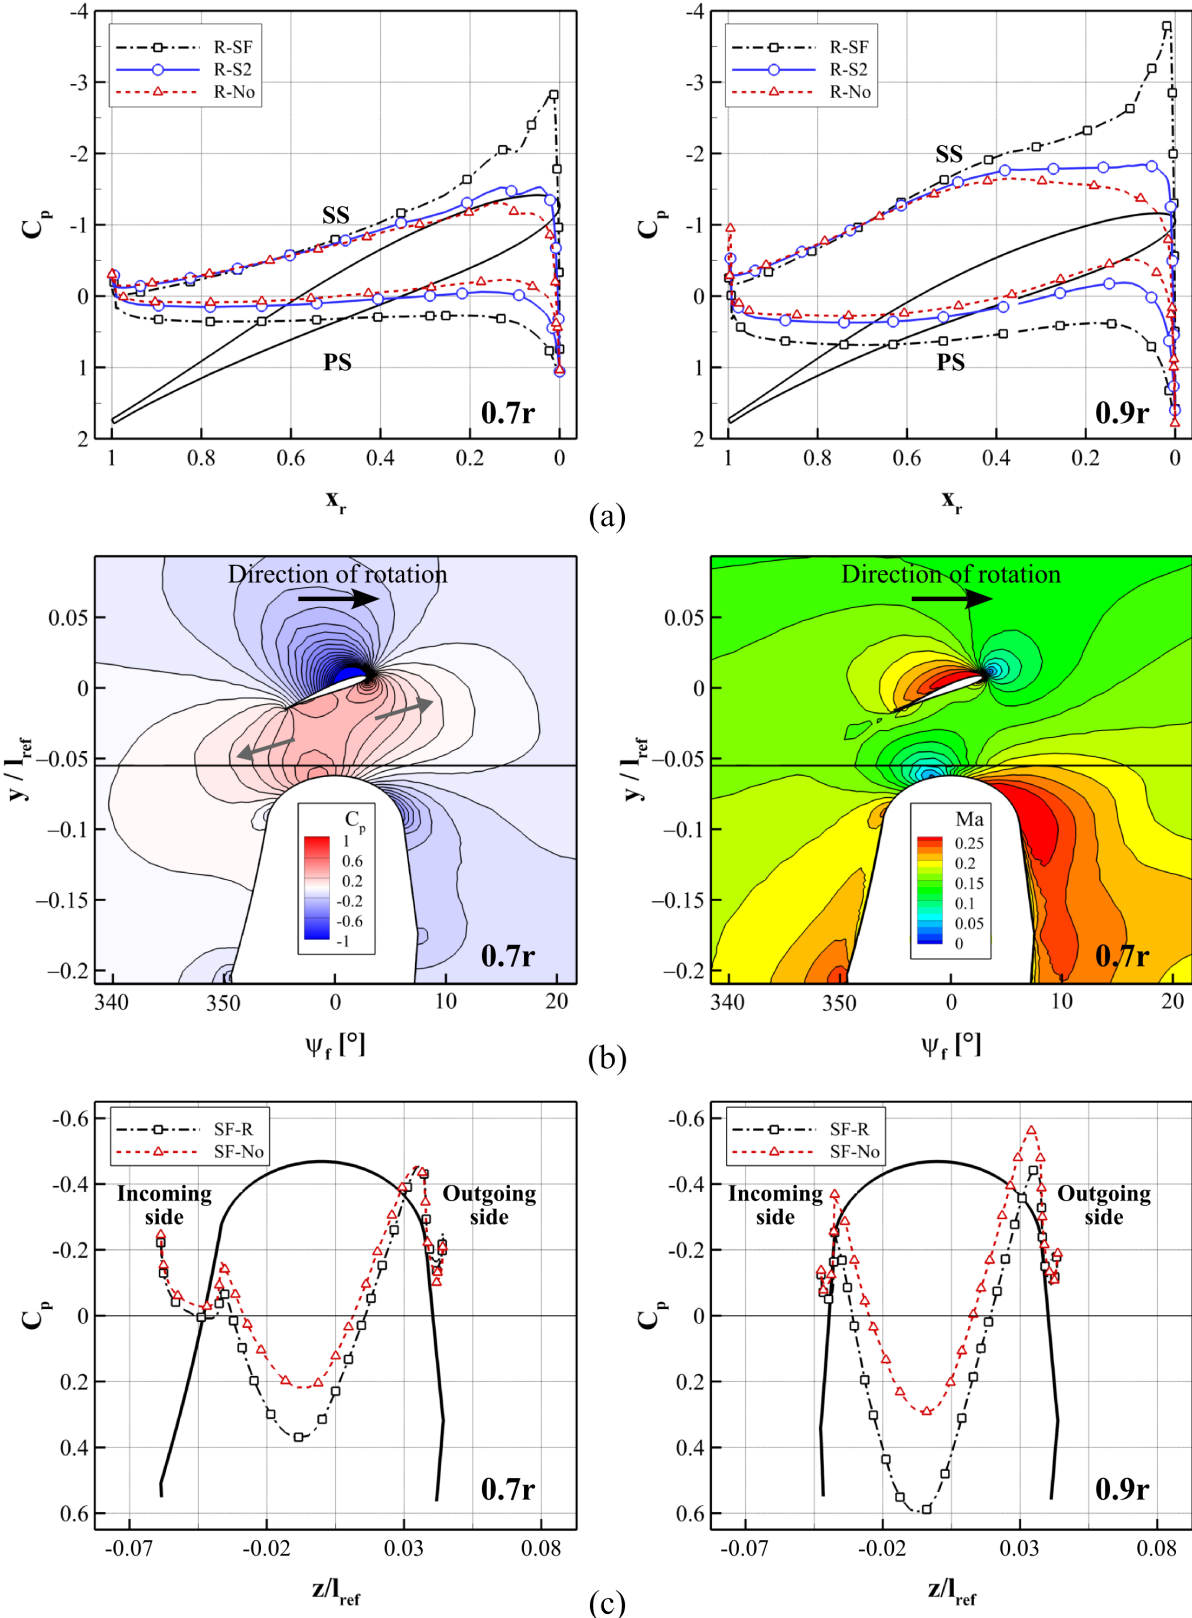 -4
-3
-2
-1
0
1
2
C_p
R-SF
R-S2
R-No
SS
PS
0.7r
1
0.8
0.6
0.4
0.2
0
x_r
-4
-3
-2
-1
0
1
2
C_p
R-SF
R-S2
R-No
SS
PS
0.9r
1
0.8
0.6
0.4
0.2
0
x_r
(a)
Direction of rotation
0.05
0
−0.05
−0.1
−0.15
−0.2
y / l_ref
C_p
1
0.6
0.2
-0.2
-0.6
-1
0.7r
340
350
0
10
20
ψ_f [°]
Direction of rotation
0.05
0
−0.05
−0.1
−0.15
−0.2
y / l_ref
Ma
0.25
0.2
0.15
0.1
0.05
0
0.7r
340
350
0
10
20
ψ_f [°]
(b)
-0.6
-0.4
-0.2
0
0.2
0.4
0.6
C_p
SF-R
SF-No
Incoming
side
Outgoing
side
0.7r
-0.07
-0.02
0.03
0.08
z/l_ref
-0.6
-0.4
-0.2
0
0.2
0.4
0.6
C_p
SF-R
SF-No
Incoming
side
Outgoing
side
0.9r
-0.07
-0.02
0.03
0.08
z/l_ref
(c)